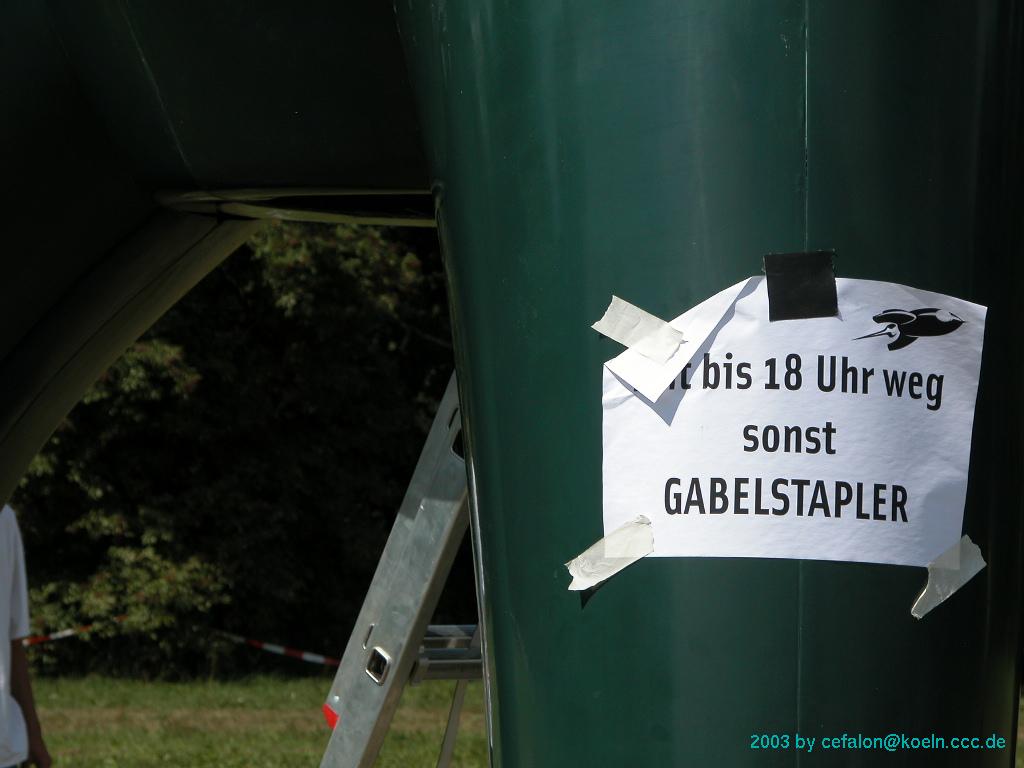 bis 18 Uhr weg
sonst
GABELSTAPLER
2003 by cefalon@koeln.ccc.de